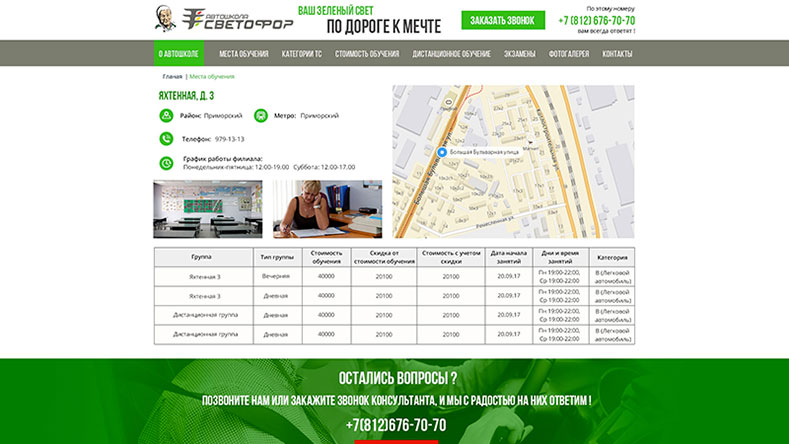 АВТОШКОЛА
СВЕТОФОР
ВАШ ЗЕЛЕНЫЙ СВЕТ
ПО ДОРОГЕ К МЕЧТЕ
ЗАКАЗАТЬ ЗВОНОК
По этому номеру
+7 (812) 676-70-70
вам всегда ответят !
О АВТОШКОЛЕ МЕСТА ОБУЧЕНИЯ КАТЕГОРИИ ТС СТОИМОСТЬ ОБУЧЕНИЯ ДИСТАНЦИОННОЕ ОБУЧЕНИЕ ЭКЗАМЕНЫ ФОТОГАЛЕРЕЯ КОНТАКТЫ
Гланая | Места обучения
ЯХТЕННАЯ, Д. 3
Район: Приморский Метро: Приморский
Телефон: 979-13-13
График работы филиала:
Понедельник-пятница: 12.00-19.00 Суббота: 12.00-17.00
Большая Бульварная улица
Группа Тип группы Стоимость обучения Скидка от стоимости обучения Стоимость с учетом скидки Дата начала занятий Дни и время занятий Категория
Яхтенная 3 Вечерняя 40000 20100 20100 20.09.17 Пн 19:00-22:00, Ср 19:00-22:00 В (Легковой автомобиль)
Яхтенная 3 Дневная 40000 20100 20100 20.09.17 Пн 19:00-22:00, Ср 19:00-22:00 В (Легковой автомобиль)
Дистанционная группа Дневная 40000 20100 20100 20.09.17 Пн 19:00-22:00, Ср 19:00-22:00 В (Легковой автомобиль)
Дистанционная группа Дневная 40000 20100 20100 20.09.17 Пн 19:00-22:00, Ср 19:00-22:00 В (Легковой автомобиль)
ОСТАЛИСЬ ВОПРОСЫ ?
ПОЗВОНИТЕ НАМ ИЛИ ЗАКАЖИТЕ ЗВОНОК КОНСУЛЬТАНТА, И МЫ С РАДОСТЬЮ НА НИХ ОТВЕТИМ !
+7(812)676-70-70